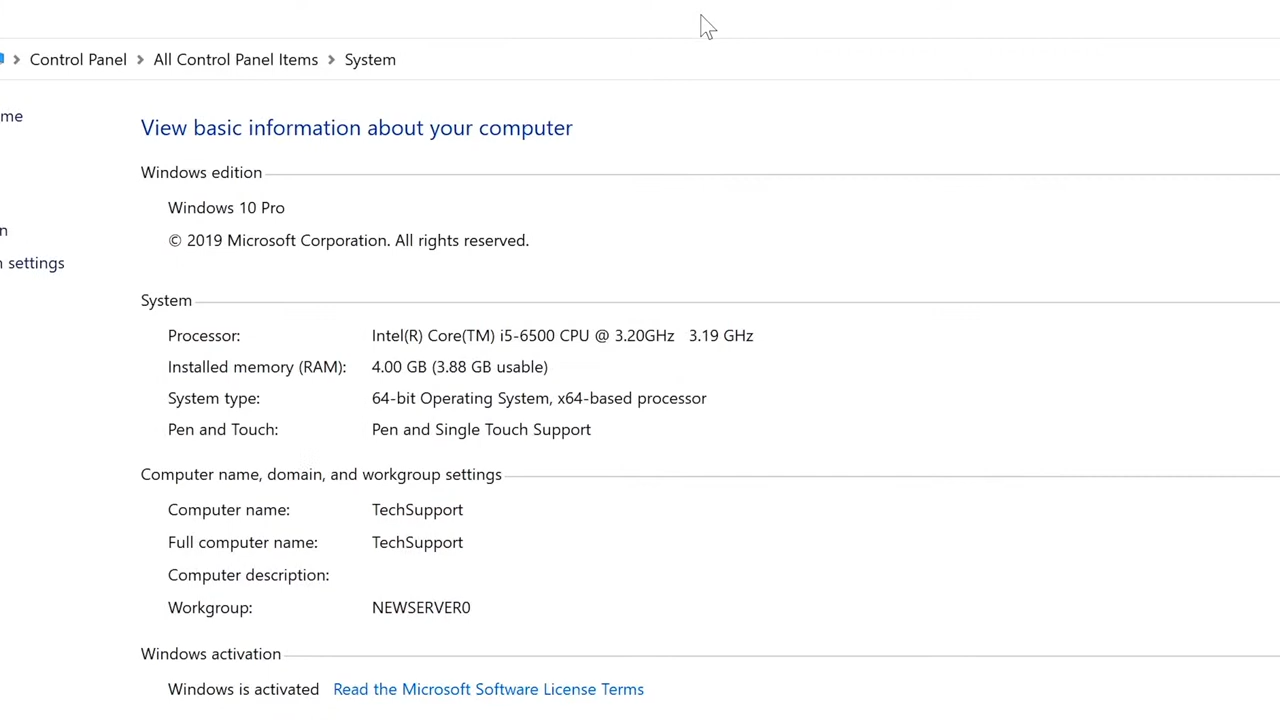 Control Panel > All Control Panel Items > System
me
View basic information about your computer
Windows edition
Windows 10 Pro
© 2019 Microsoft Corporation. All rights reserved.
n
n settings
System
Processor: Intel(R) Core(TM) i5-6500 CPU @ 3.20GHz 3.19 GHz
Installed memory (RAM): 4.00 GB (3.88 GB usable)
System type: 64-bit Operating System, x64-based processor
Pen and Touch: Pen and Single Touch Support
Computer name, domain, and workgroup settings
Computer name: TechSupport
Full computer name: TechSupport
Computer description:
Workgroup: NEWSERVER0
Windows activation
Windows is activated Read the Microsoft Software License Terms